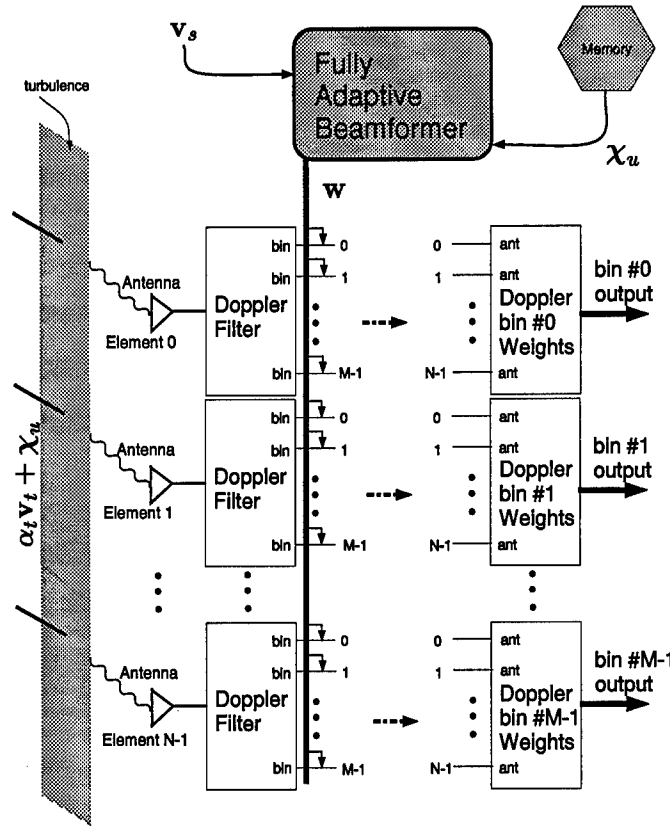 v_s
Fully
Adaptive
Beamformer
Memory
χ_u
turbulence
w
α_t v_t + χ_u
Antenna
Element 0
Doppler
Filter
bin
bin
bin
0
1
M-1
0
1
N-1
ant
ant
ant
Doppler
bin #0
Weights
bin #0
output
Antenna
Element 1
Doppler
Filter
bin
bin
bin
0
1
M-1
0
1
N-1
ant
ant
ant
Doppler
bin #1
Weights
bin #1
output
Antenna
Element N-1
Doppler
Filter
bin
bin
bin
0
1
M-1
0
1
N-1
ant
ant
ant
Doppler
bin #M-1
Weights
bin #M-1
output